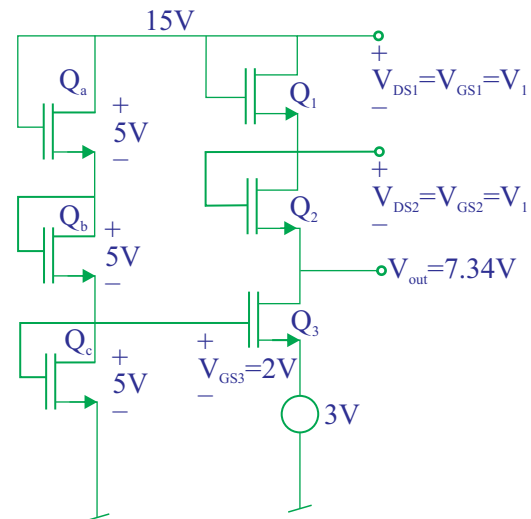 15V
Qa
+
5V
−
Q1
+
VDS1=VGS1=V1
−
Qb
+
5V
−
Q2
+
VDS2=VGS2=V1
−
Vout=7.34V
Qc
+
5V
−
+
VGS3=2V
−
Q3
3V